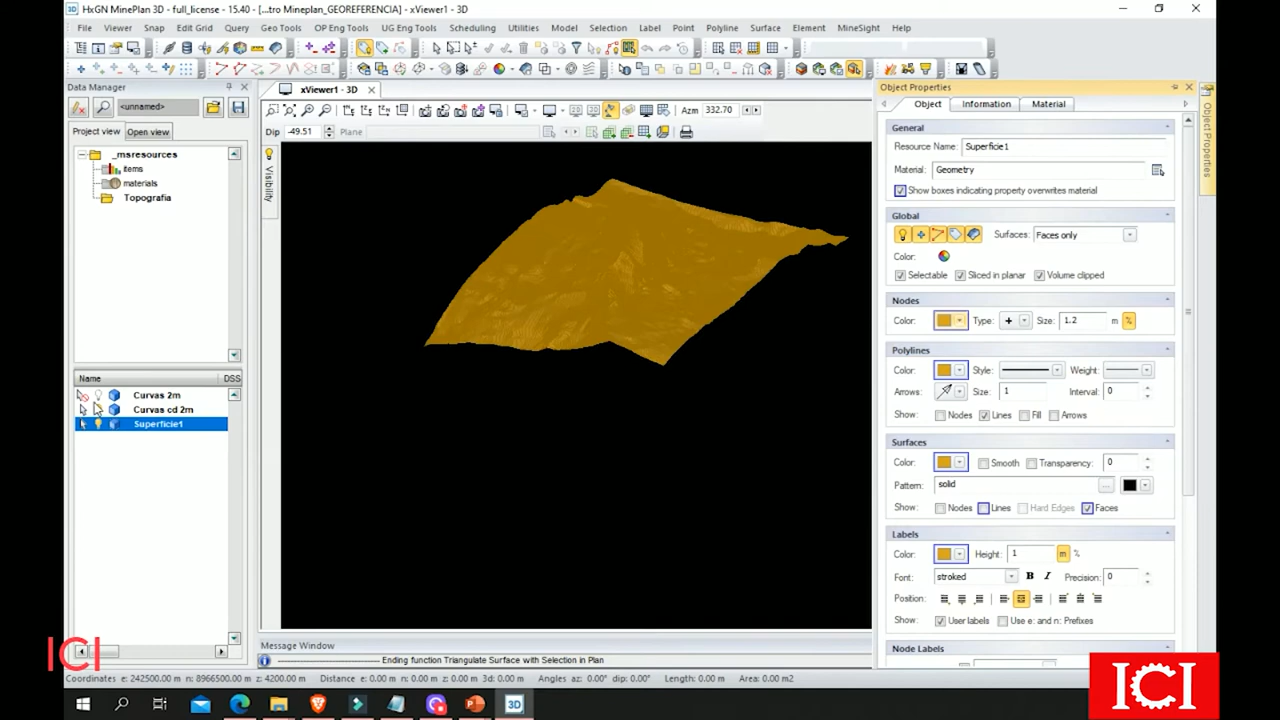 HxGN MinePlan 3D - full_license - 15.40 - [...tro Mineplan_GEOREFERENCIA] - xViewer1 - 3D
File Viewer Snap Edit Grid Query Geo Tools OP Eng Tools UG Eng Tools Scheduling Utilities Model Selection Label Point Polyline Surface Element MineSight Help
Data Manager
<unnamed>
Project view Open view
_msresources
items
materials
Topografia
Name DSS
Curvas 2m
Curvas cd 2m
Superficie1
xViewer1 - 3D
Azm 332.70
Dip -49.51 Plane
Visibility
Message Window
Ending function Triangulate Surface with Selection in Plan
Object Properties
Object Information Material
General
Resource Name: Superficie1
Material: Geometry
Show boxes indicating property overwrites material
Global
Surfaces: Faces only
Color:
Selectable Sliced in planar Volume clipped
Nodes
Color: Type: Size: 1.2 m %
Polylines
Color: Style: Weight:
Arrows: Size: 1 Interval: 0
Show: Nodes Lines Fill Arrows
Surfaces
Color: Smooth Transparency: 0
Pattern: solid ...
Show: Nodes Lines Hard Edges Faces
Labels
Color: Height: 1 m %
Font: stroked B I Precision: 0
Position:
Show: User labels Use e: and n: Prefixes
Node Labels
Object Properties
Coordinates e: 242500.00 m n: 8966500.00 m z: 4200.00 m Distance e: 0.00 m n: 0.00 m z: 0.00 m 3d: 0.00 m Angles az: 0.00° dip: 0.00° Length: 0.00 m Area: 0.00 m2
ICI
3D
ICI